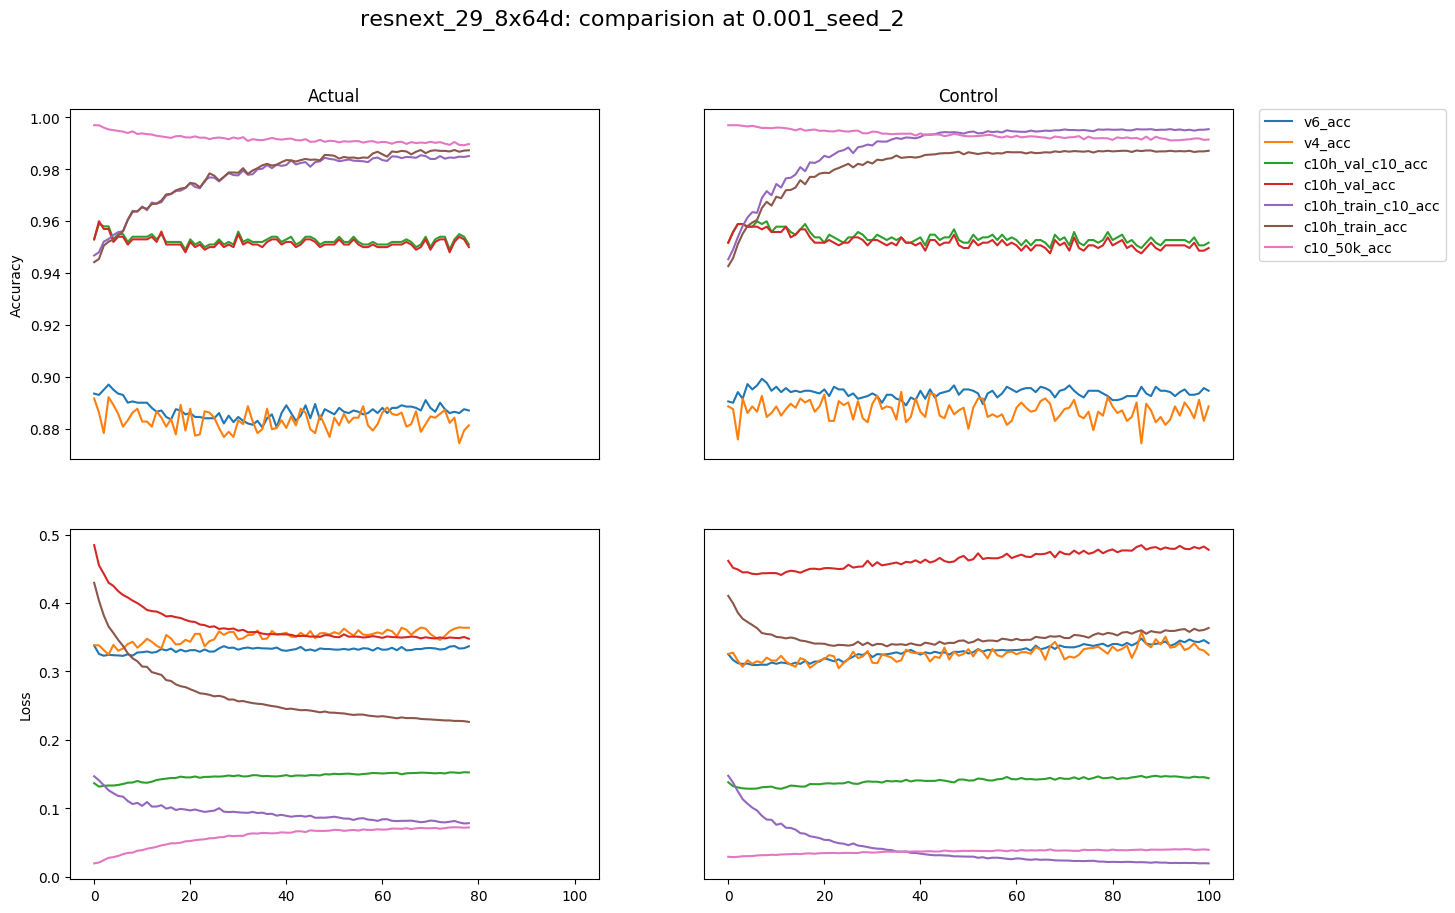 resnext_29_8x64d: comparision at 0.001_seed_2
Actual
Control
1.00
0.98
0.96
0.94
0.92
0.90
0.88
Accuracy
v6_acc
v4_acc
c10h_val_c10_acc
c10h_val_acc
c10h_train_c10_acc
c10h_train_acc
c10_50k_acc
0.5
0.4
0.3
0.2
0.1
0.0
Loss
0 20 40 60 80 100
0 20 40 60 80 100